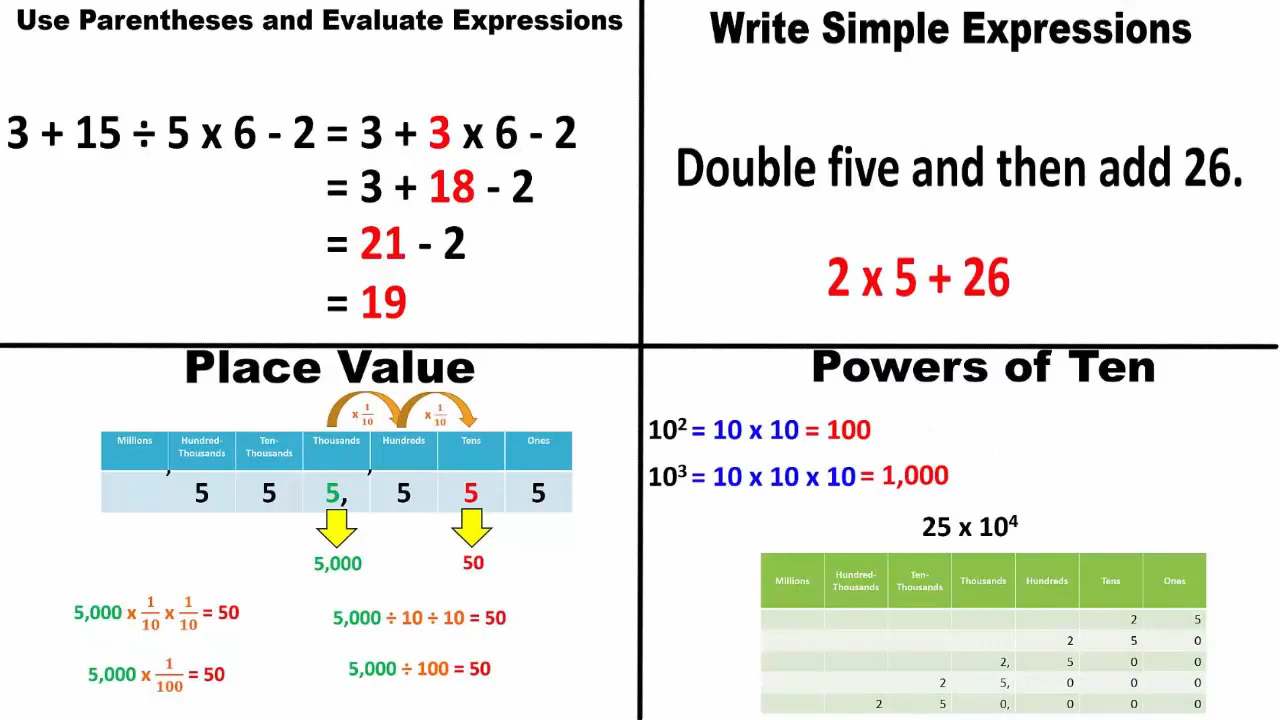 Use Parentheses and Evaluate Expressions
3 + 15 ÷ 5 x 6 - 2 = 3 + 3 x 6 - 2
= 3 + 18 - 2
= 21 - 2
= 19
Write Simple Expressions
Double five and then add 26.
2 x 5 + 26
Place Value
x 1/10 x 1/10
Millions Hundred-Thousands Ten-Thousands Thousands Hundreds Tens Ones
, ,
5 5 5, 5 5 5
5,000 50
5,000 x 1/10 x 1/10 = 50
5,000 ÷ 10 ÷ 10 = 50
5,000 x 1/100 = 50
5,000 ÷ 100 = 50
Powers of Ten
10² = 10 x 10 = 100
10³ = 10 x 10 x 10 = 1,000
25 x 10⁴
Millions Hundred-Thousands Ten-Thousands Thousands Hundreds Tens Ones
2 5
2 5 0
2, 5 0 0
2 5, 0 0 0
2 5 0, 0 0 0